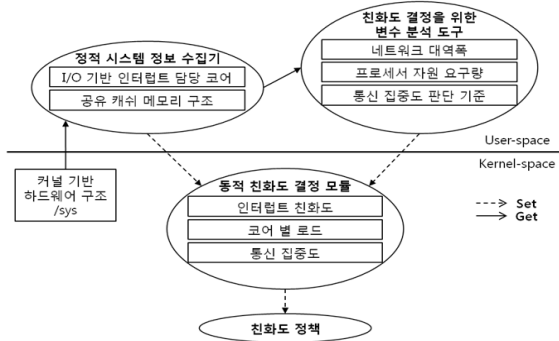 정적 시스템 정보 수집기
I/O 기반 인터럽트 담당 코어
공유 캐쉬 메모리 구조
친화도 결정을 위한
변수 분석 도구
네트워크 대역폭
프로세서 자원 요구량
통신 집중도 판단 기준
User-space
Kernel-space
커널 기반
하드웨어 구조
/sys
동적 친화도 결정 모듈
인터럽트 친화도
코어 별 로드
통신 집중도
Set
Get
친화도 정책